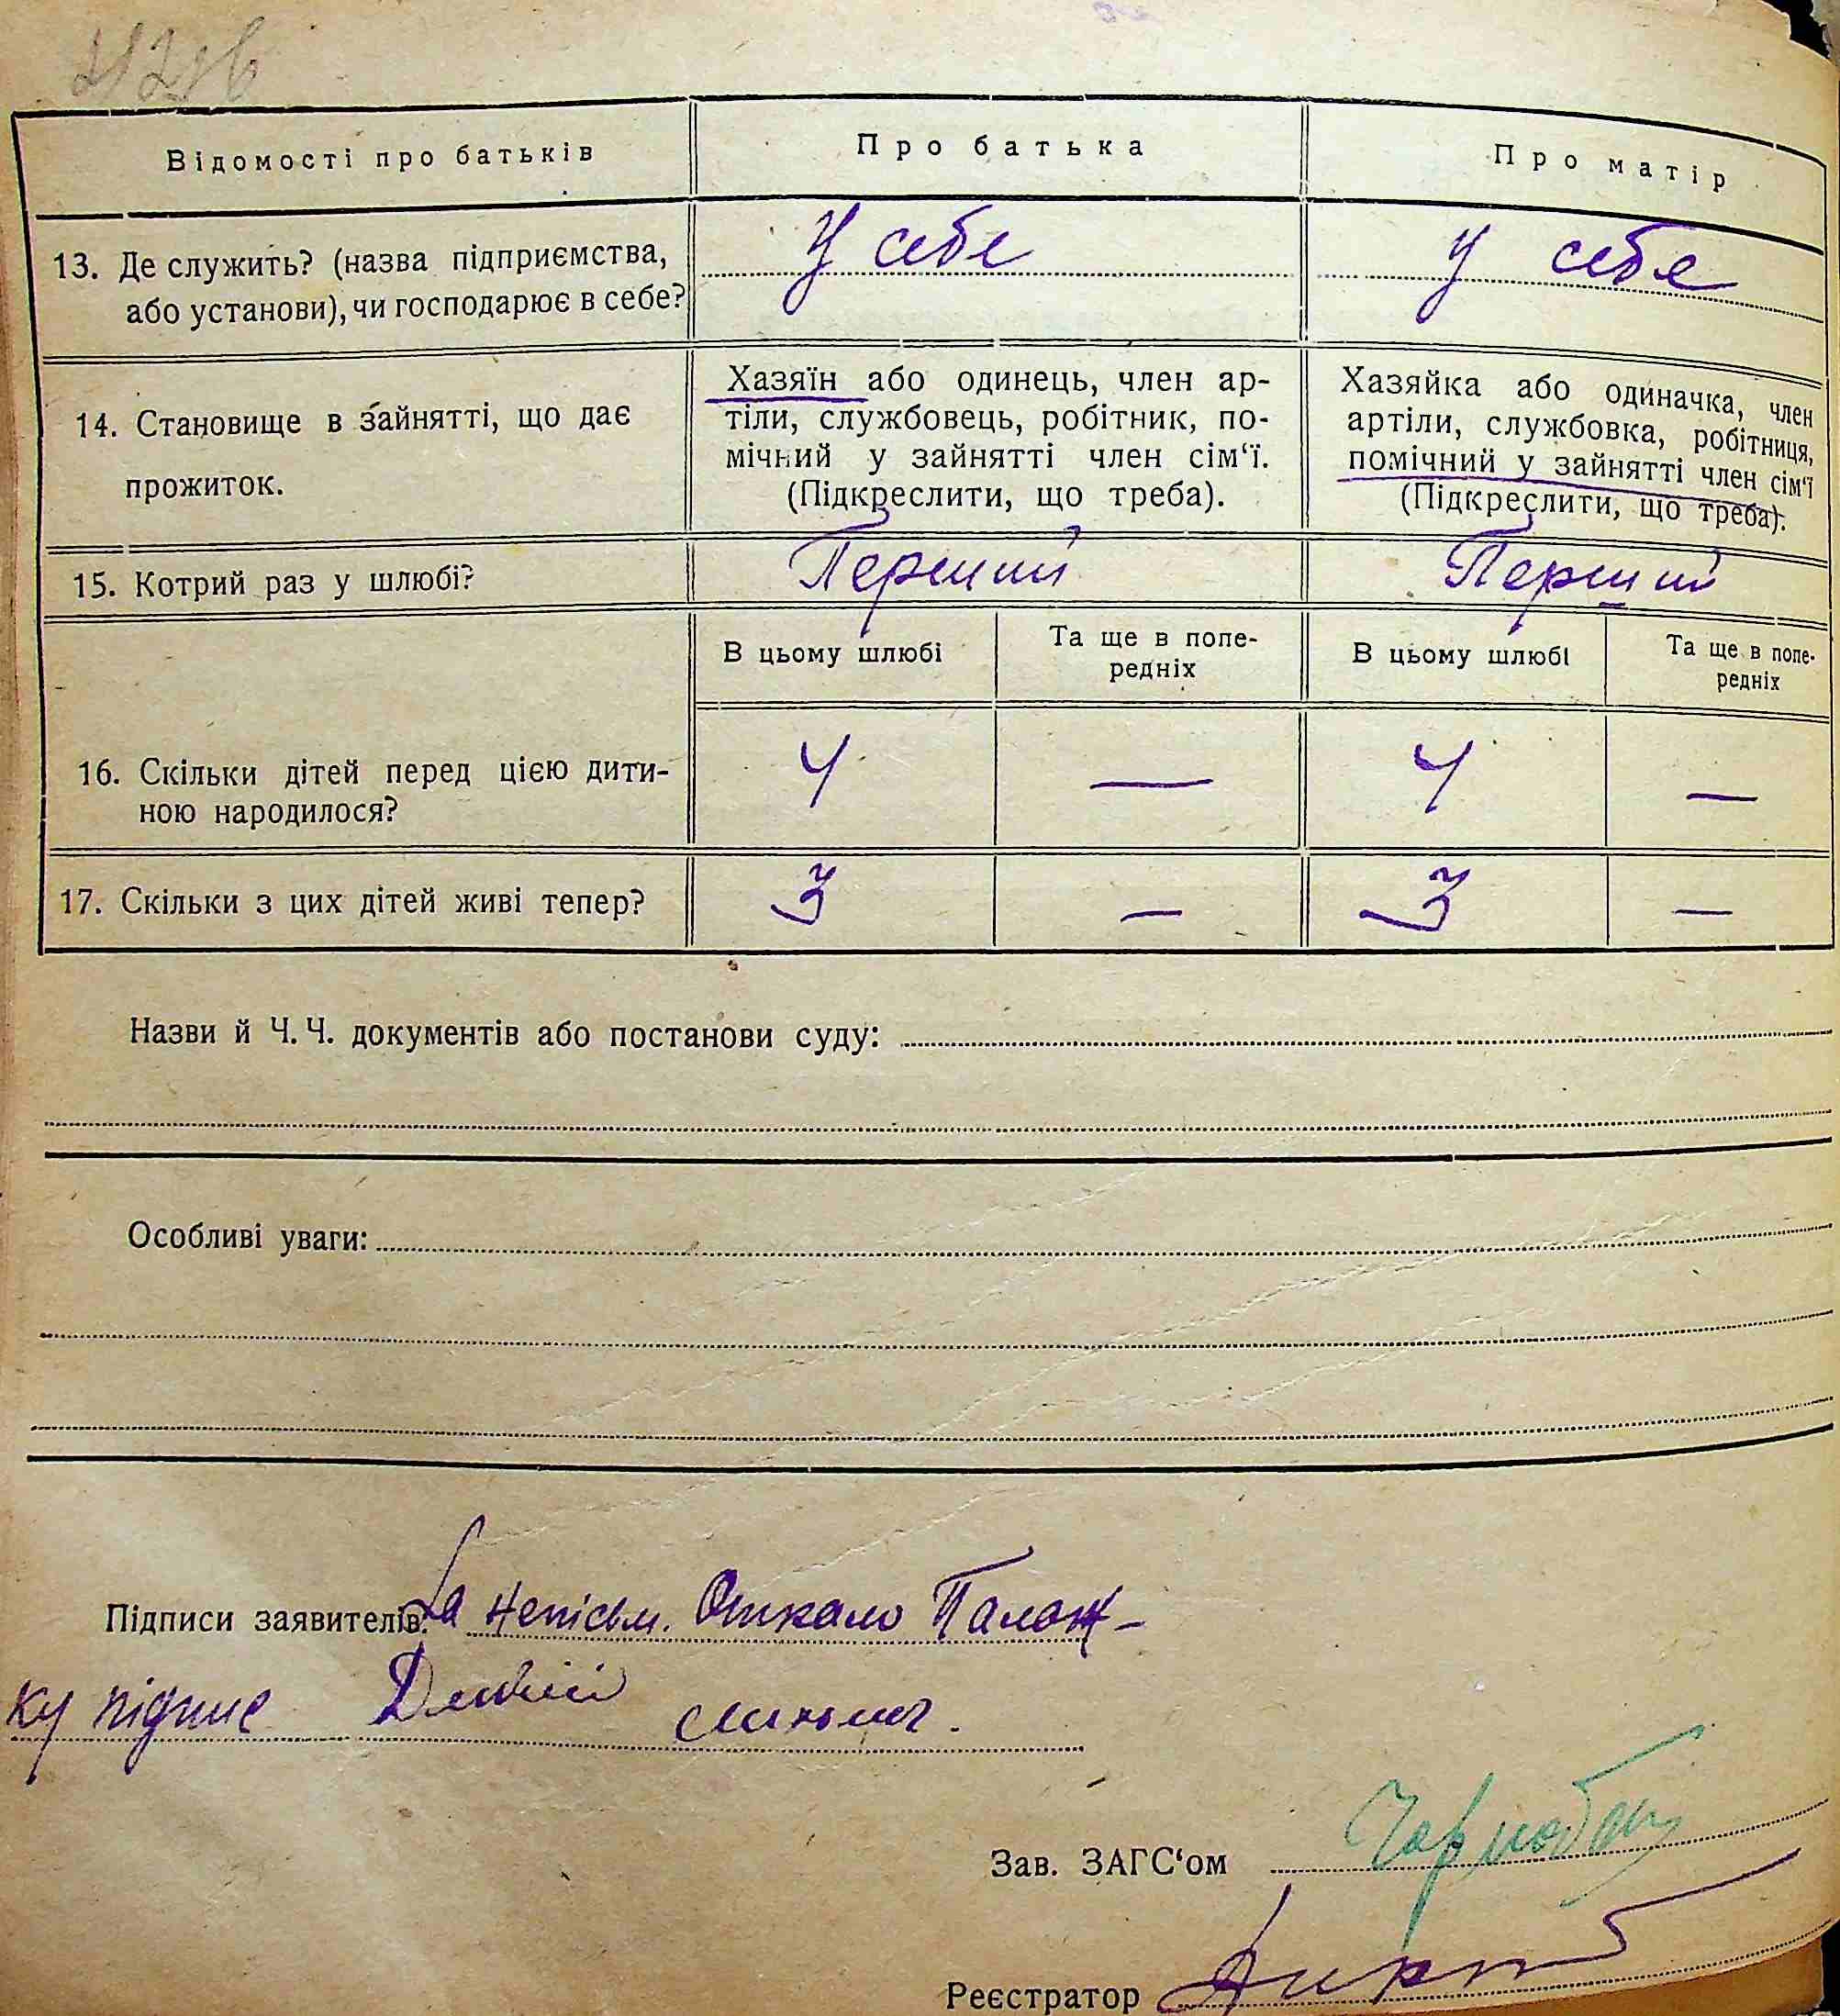 Відомості про батьків
Про батька
Про матір
13. Де служить? (назва підприємства,
або установи), чи господарює в себе?
У себе
у себе
14. Становище в зайнятті, що дає
прожиток.
Хазяїн або одинець, член ар-
тіли, службовець, робітник, по-
мічний у зайнятті член сім‘ї.
(Підкреслити, що треба).
Хазяйка або одиначка, член
артіли, службовка, робітниця,
помічний у зайнятті член сім‘ї
(Підкреслити, що треба).
15. Котрий раз у шлюбі?
Перший
Перший
В цьому шлюбі
Та ще в попе-
редніх
В цьому шлюбі
Та ще в попе-
редніх
16. Скільки дітей перед цією дити-
ною народилося?
4
—
4
—
17. Скільки з цих дітей живі тепер?
3
—
3
—
Назви й Ч. Ч. документів або постанови суду:
Особливі уваги:
Підписи заявителів: За непісьм. Палаж-
ку підпис
Зав. ЗАГС‘ом
Реєстратор